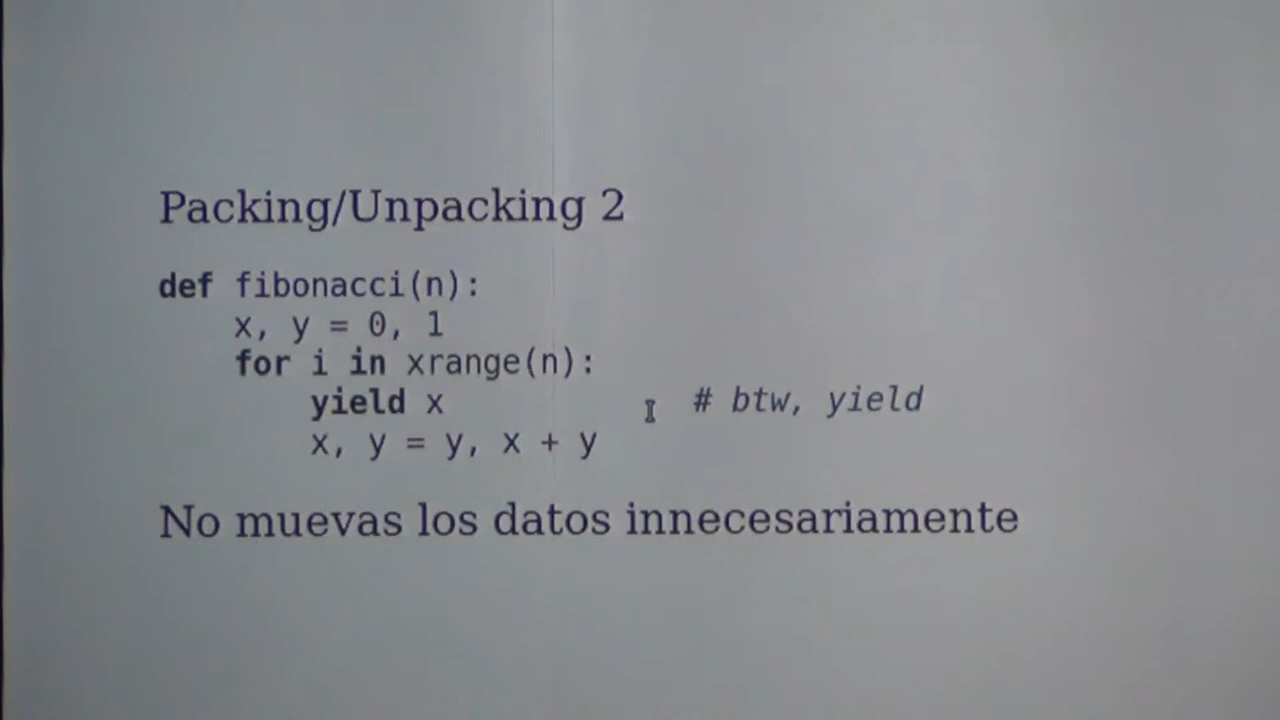 Packing/Unpacking 2
def fibonacci(n):
    x, y = 0, 1
    for i in xrange(n):
        yield x # btw, yield
        x, y = y, x + y
No muevas los datos innecesariamente